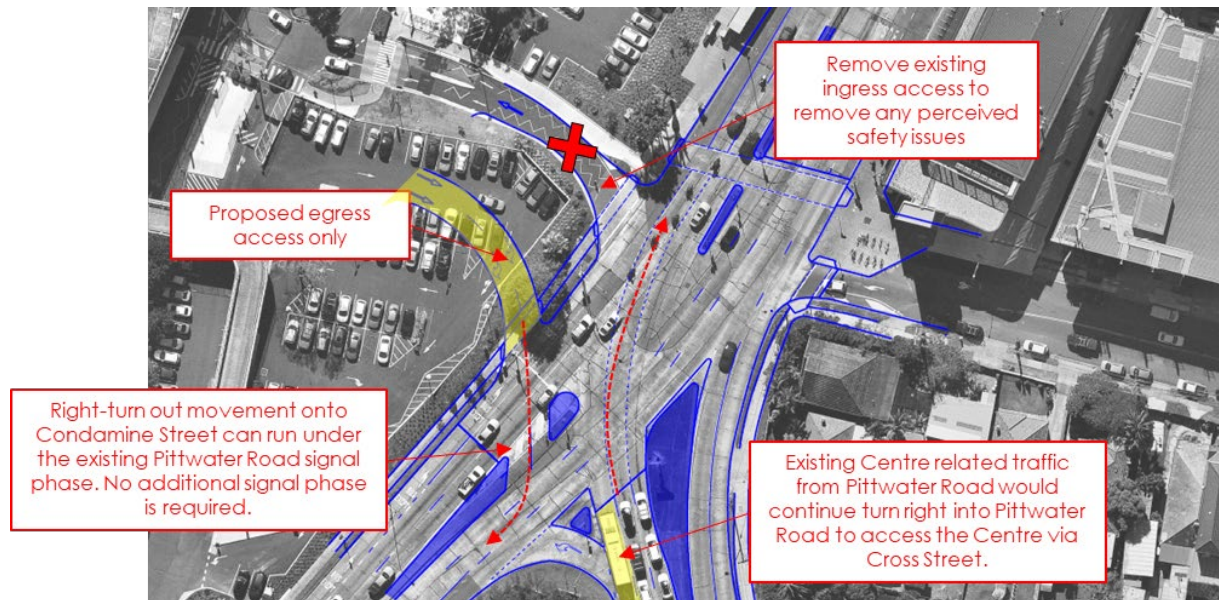 Remove existing
ingress access to
remove any perceived
safety issues
Proposed egress
access only
Right-turn out movement onto
Condamine Street can run under
the existing Pittwater Road signal
phase. No additional signal phase
is required.
Existing Centre related traffic
from Pittwater Road would
continue turn right into Pittwater
Road to access the Centre via
Cross Street.